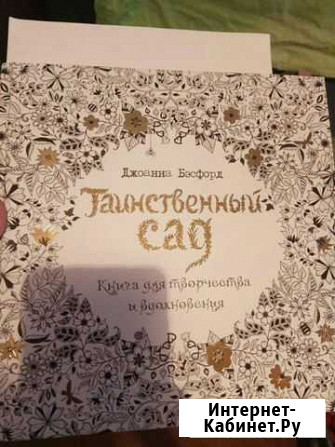 Джоанна Бэсфорд
Таинственный
сад
Книга для творчества
и вдохновения
Интернет-
Кабинет.Ру